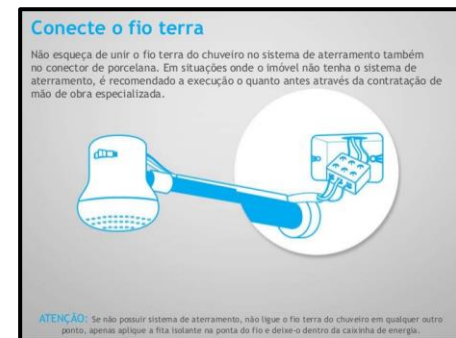 Conecte o fio terra
Não esqueça de unir o fio terra do chuveiro no sistema de aterramento também
no conector de porcelana. Em situações onde o imóvel não tenha o sistema de
aterramento, é recomendado a execução o quanto antes através da contratação de
mão de obra especializada.
ATENÇÃO: Se não possuir sistema de aterramento, não ligue o fio terra do chuveiro em qualquer outro
ponto, apenas aplique a fita isolante na ponta do fio e deixe-o dentro da caixinha de energia.